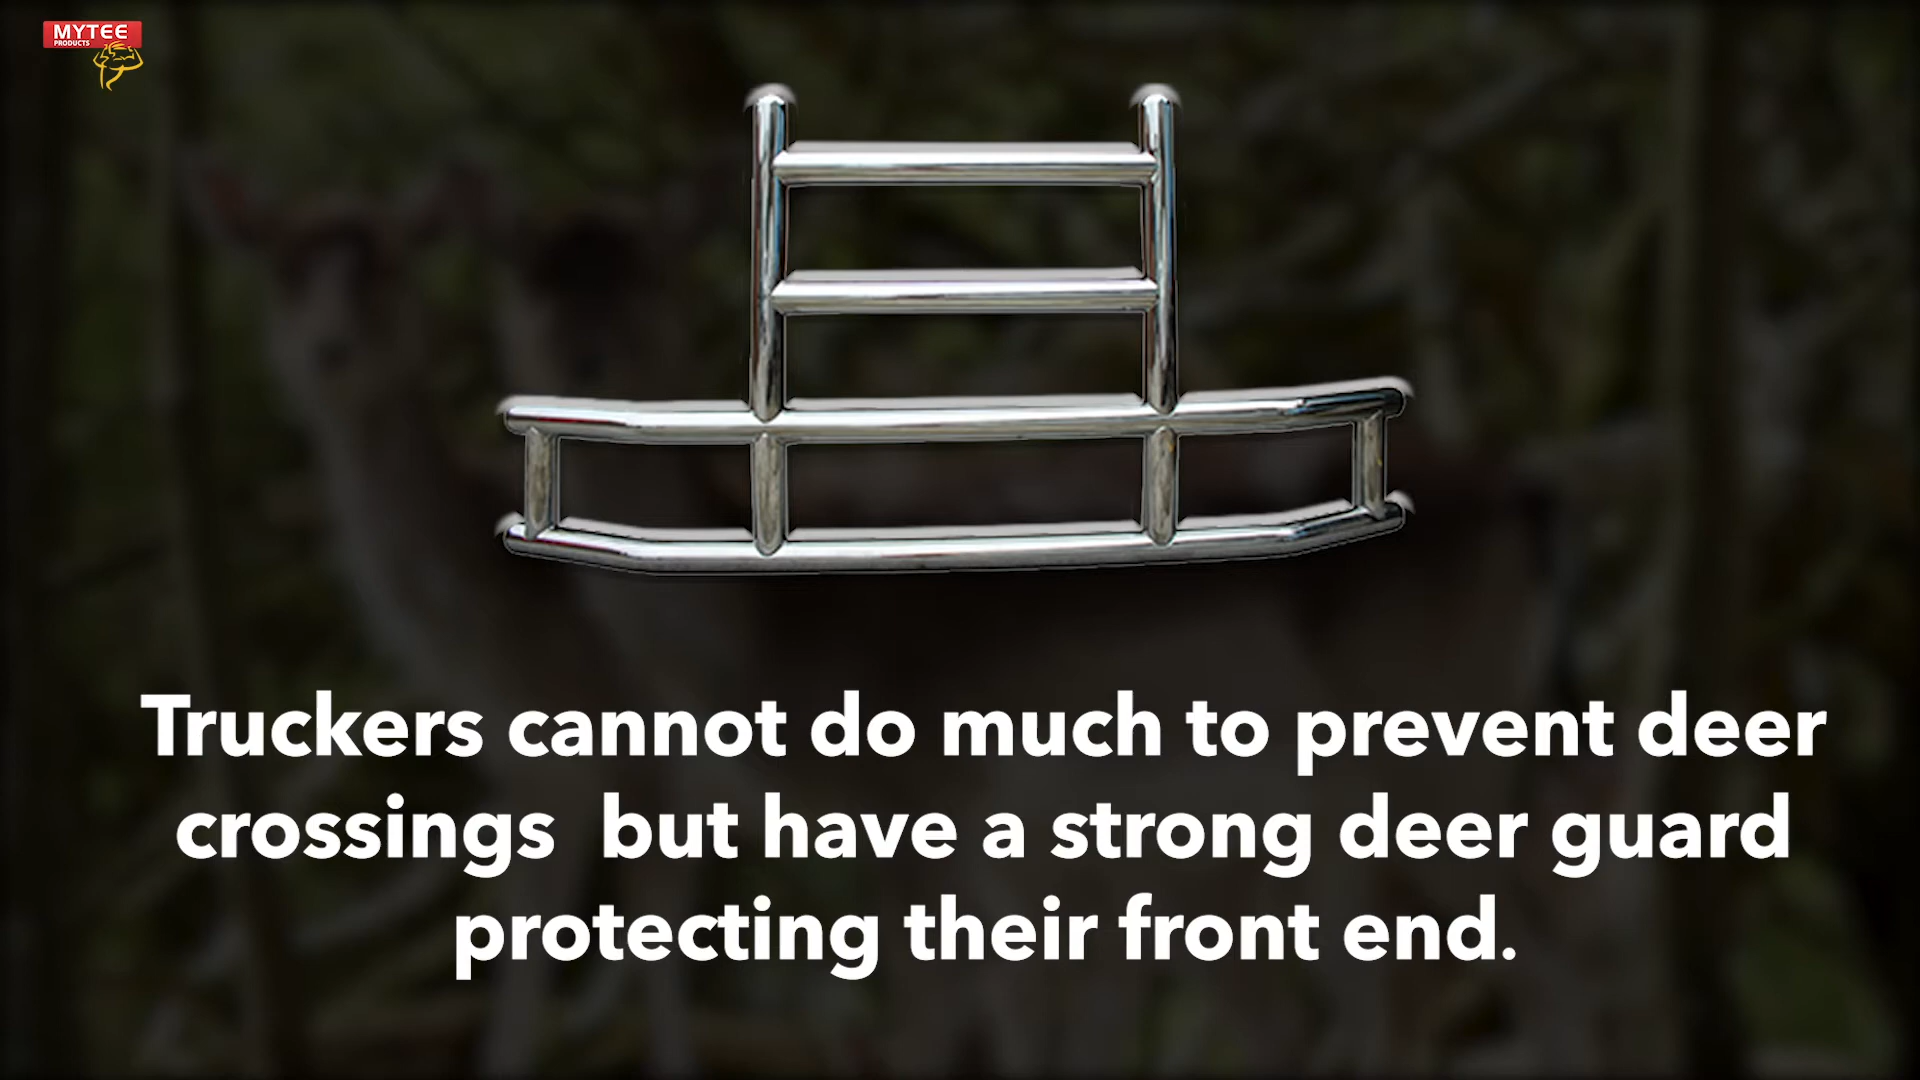 MYTEE
PRODUCTS
Truckers cannot do much to prevent deer
crossings  but have a strong deer guard
protecting their front end.